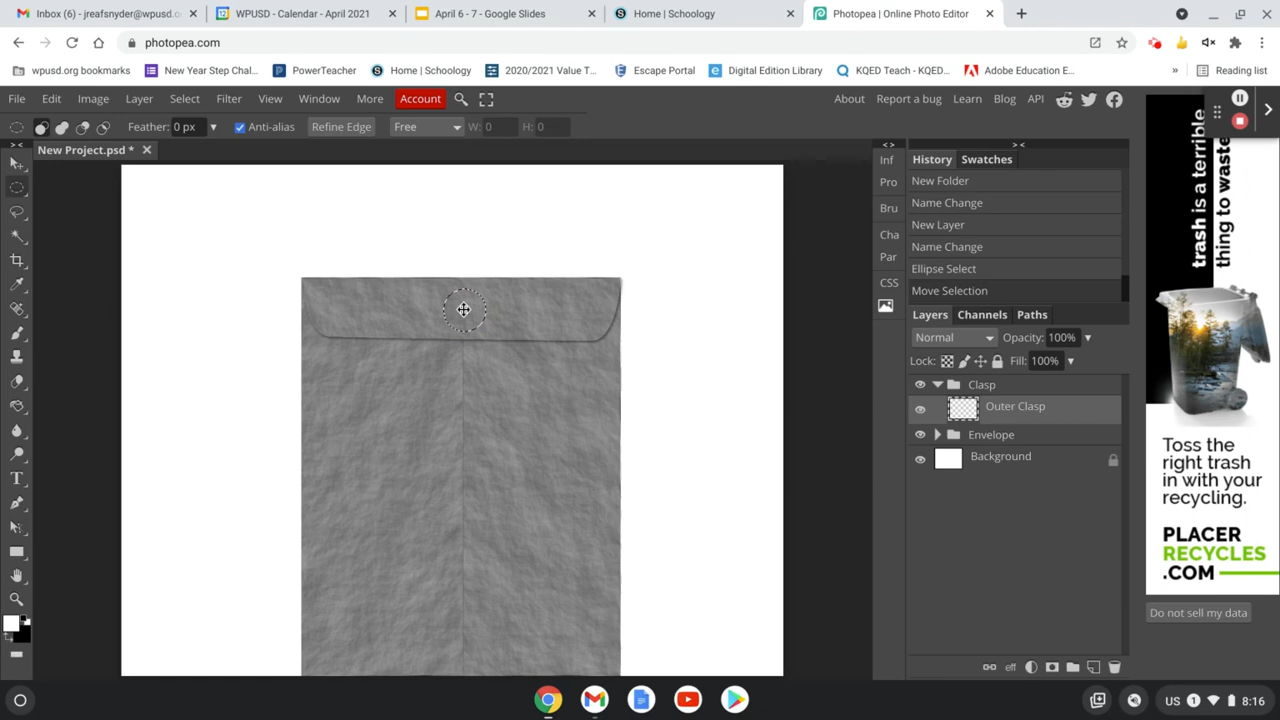 Inbox (6) - jreafsnyder@wpusd.o
WPUSD - Calendar - April 2021
April 6 - 7 - Google Slides
Home | Schoology
Photopea | Online Photo Editor
photopea.com
wpusd.org bookmarks
New Year Step Chal...
PowerTeacher
Home | Schoology
2020/2021 Value T...
Escape Portal
Digital Edition Library
KQED Teach - KQED...
Adobe Education E...
»
Reading list
File Edit Image Layer Select Filter View Window More Account
About Report a bug Learn Blog API
Feather: 0 px Anti-alias Refine Edge Free W: 0 H: 0
New Project.psd *
> <
<>
> <
Inf
Pro
Bru
Cha
Par
CSS
History Swatches
New Folder
Name Change
New Layer
Name Change
Ellipse Select
Move Selection
Layers Channels Paths
Normal Opacity: 100%
Lock: Fill: 100%
Clasp
Outer Clasp
Envelope
Background
eff
trash is a terrible
thing to waste
Toss the
right trash
in with your
recycling.
PLACER
RECYCLES
.COM
Do not sell my data
US 1 8:16